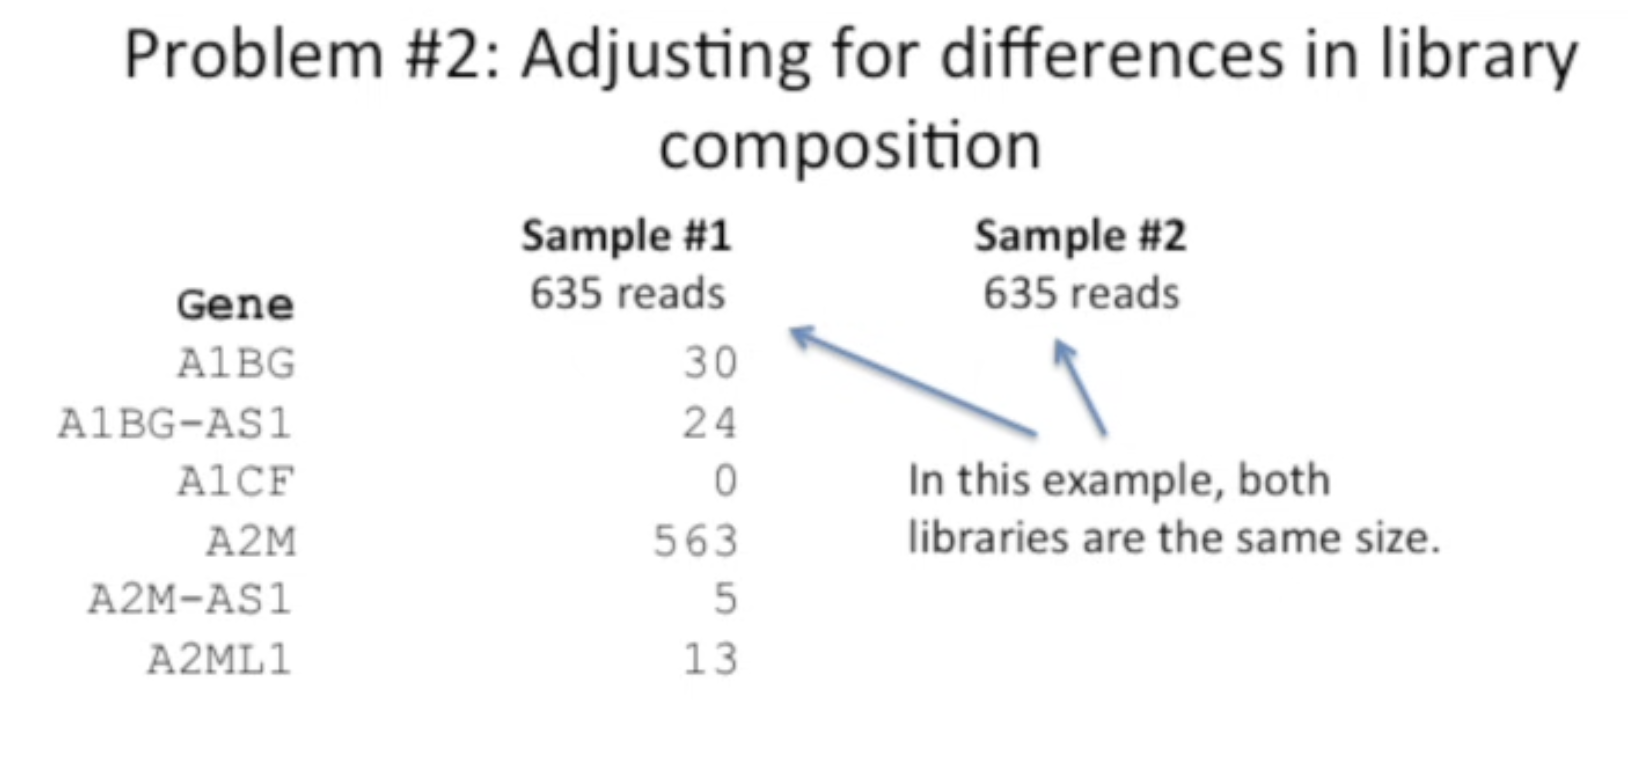 Problem #2: Adjusting for differences in library
composition
Sample #1 Sample #2
Gene 635 reads 635 reads
A1BG 30
A1BG-AS1 24
A1CF 0
A2M 563
A2M-AS1 5
A2ML1 13
In this example, both
libraries are the same size.